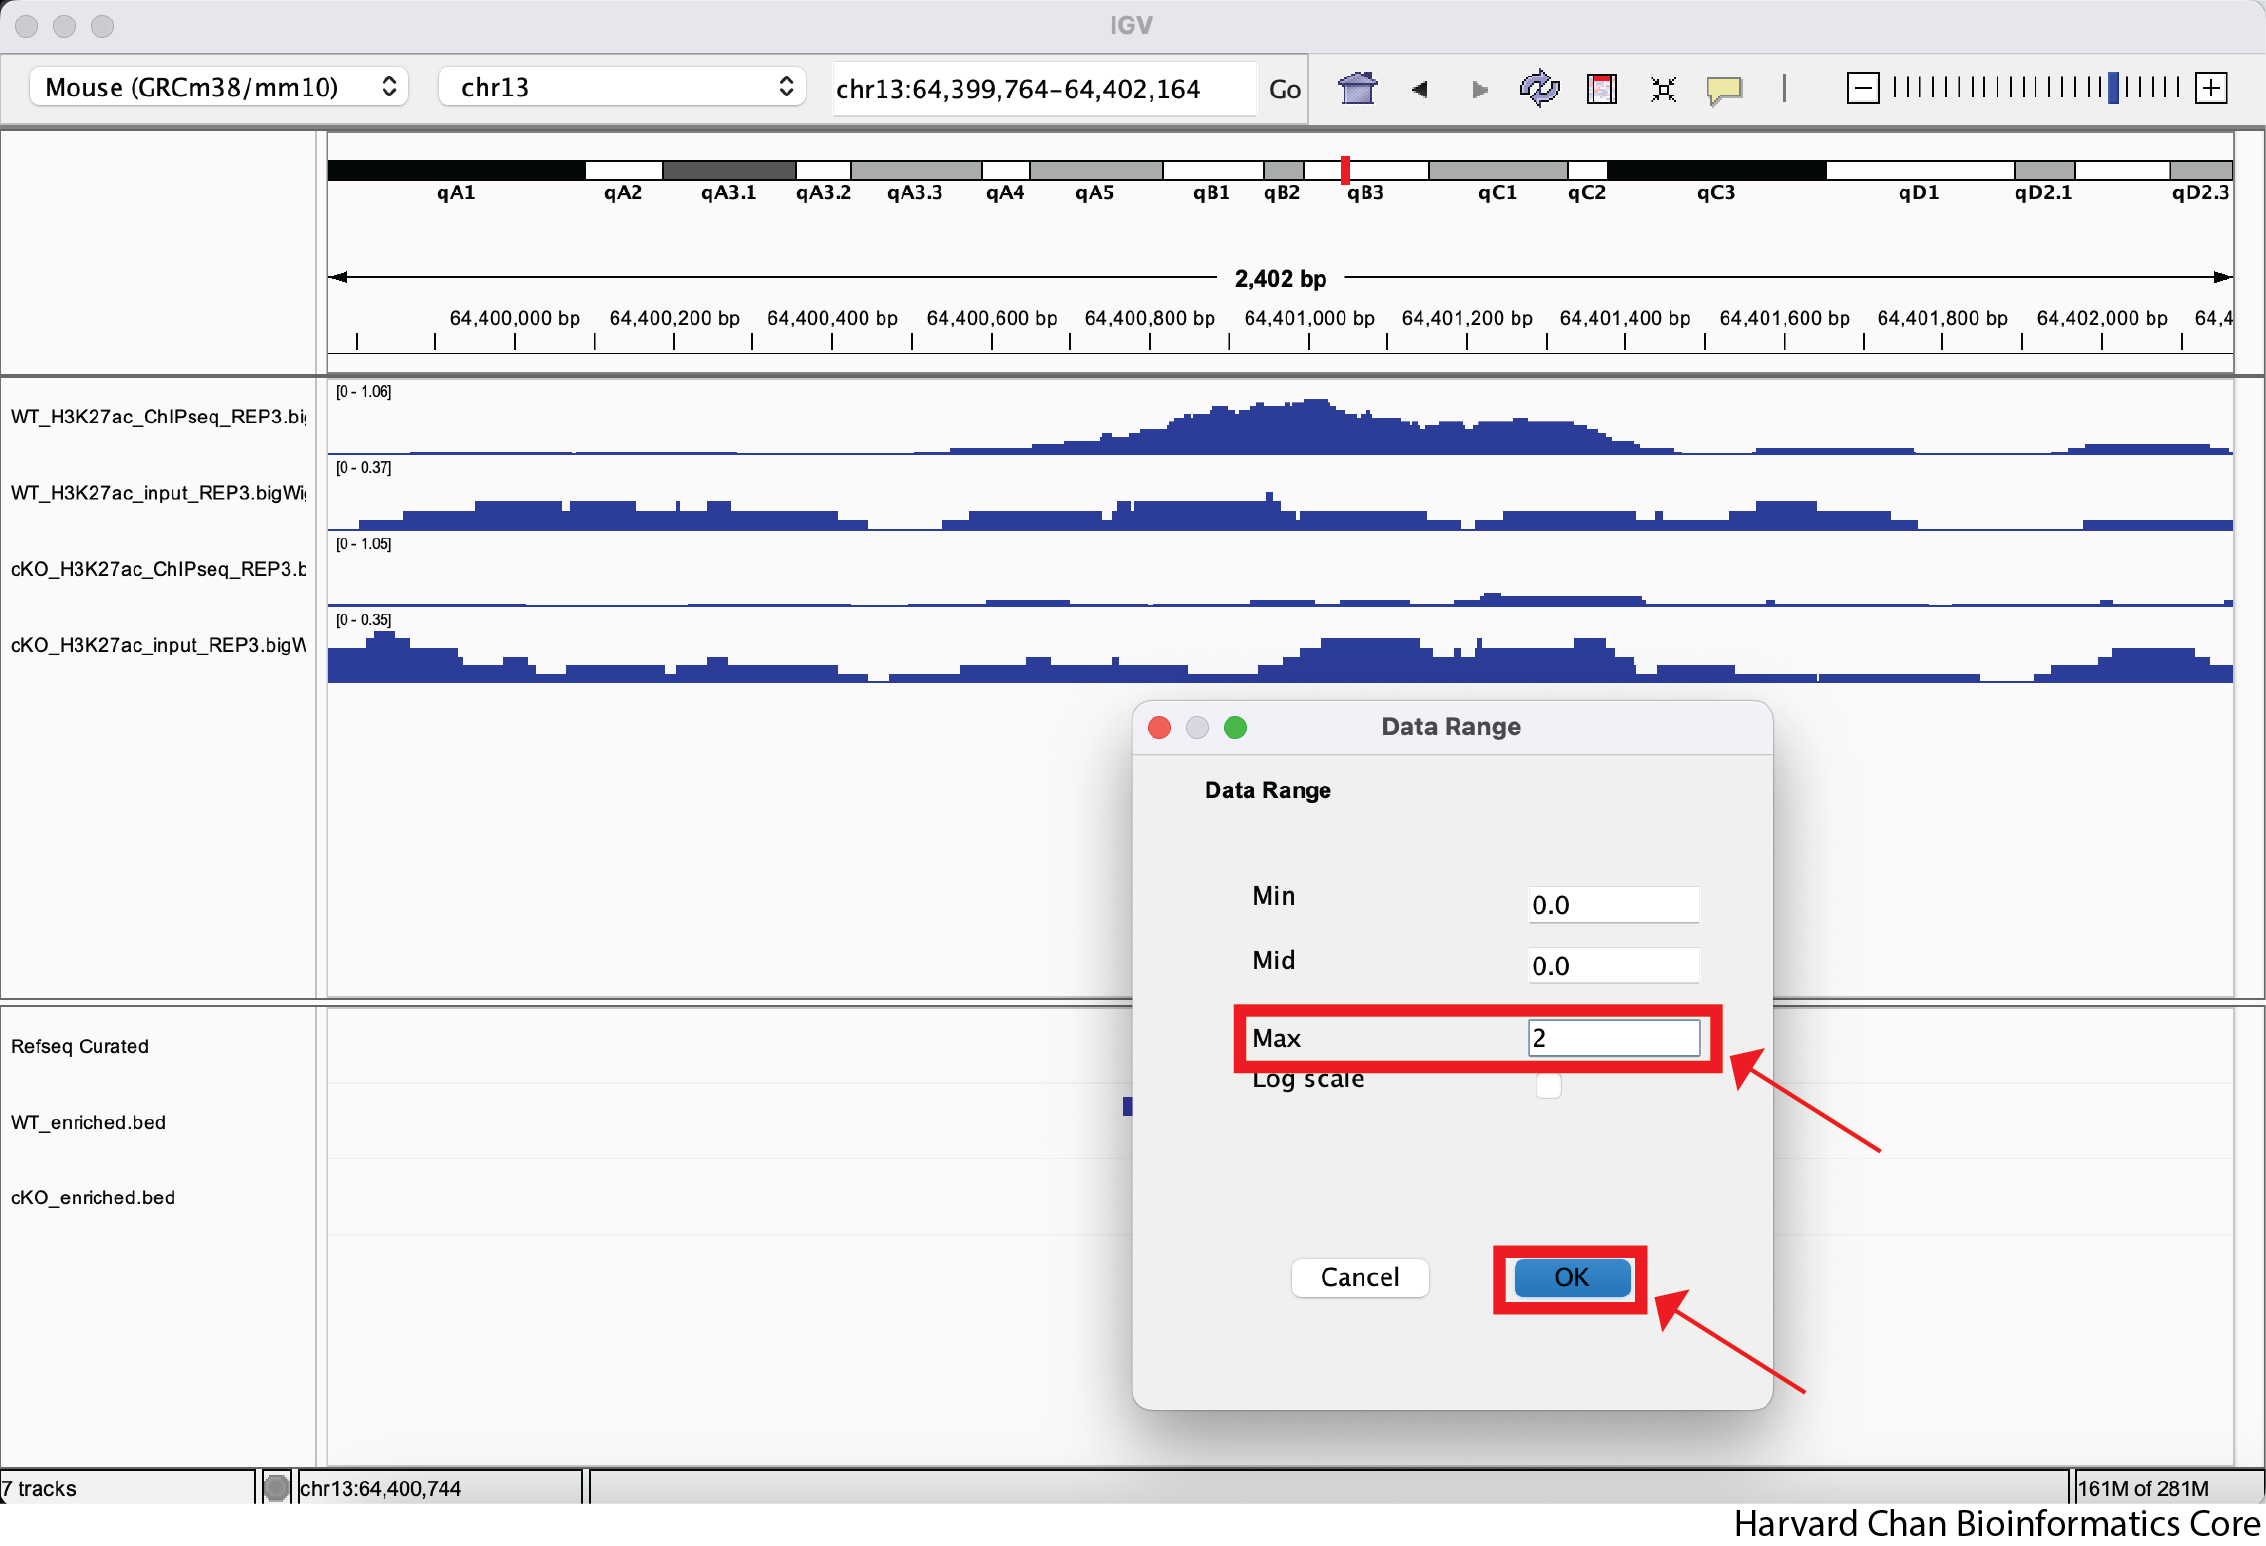 IGV
Mouse (GRCm38/mm10) chr13 chr13:64,399,764-64,402,164 Go
qA1 qA2 qA3.1 qA3.2 qA3.3 qA4 qA5 qB1 qB2 qB3 qC1 qC2 qC3 qD1 qD2.1 qD2.3
2,402 bp
64,400,000 bp 64,400,200 bp 64,400,400 bp 64,400,600 bp 64,400,800 bp 64,401,000 bp 64,401,200 bp 64,401,400 bp 64,401,600 bp 64,401,800 bp 64,402,000 bp 64,4
[0 - 1.06]
WT_H3K27ac_ChIPseq_REP3.big
[0 - 0.37]
WT_H3K27ac_input_REP3.bigWig
[0 - 1.05]
cKO_H3K27ac_ChIPseq_REP3.b
[0 - 0.35]
cKO_H3K27ac_input_REP3.bigW
Data Range
Data Range
Min 0.0
Mid 0.0
Max 2
Log scale
Cancel OK
Refseq Curated
WT_enriched.bed
cKO_enriched.bed
7 tracks chr13:64,400,744 161M of 281M
Harvard Chan Bioinformatics Core